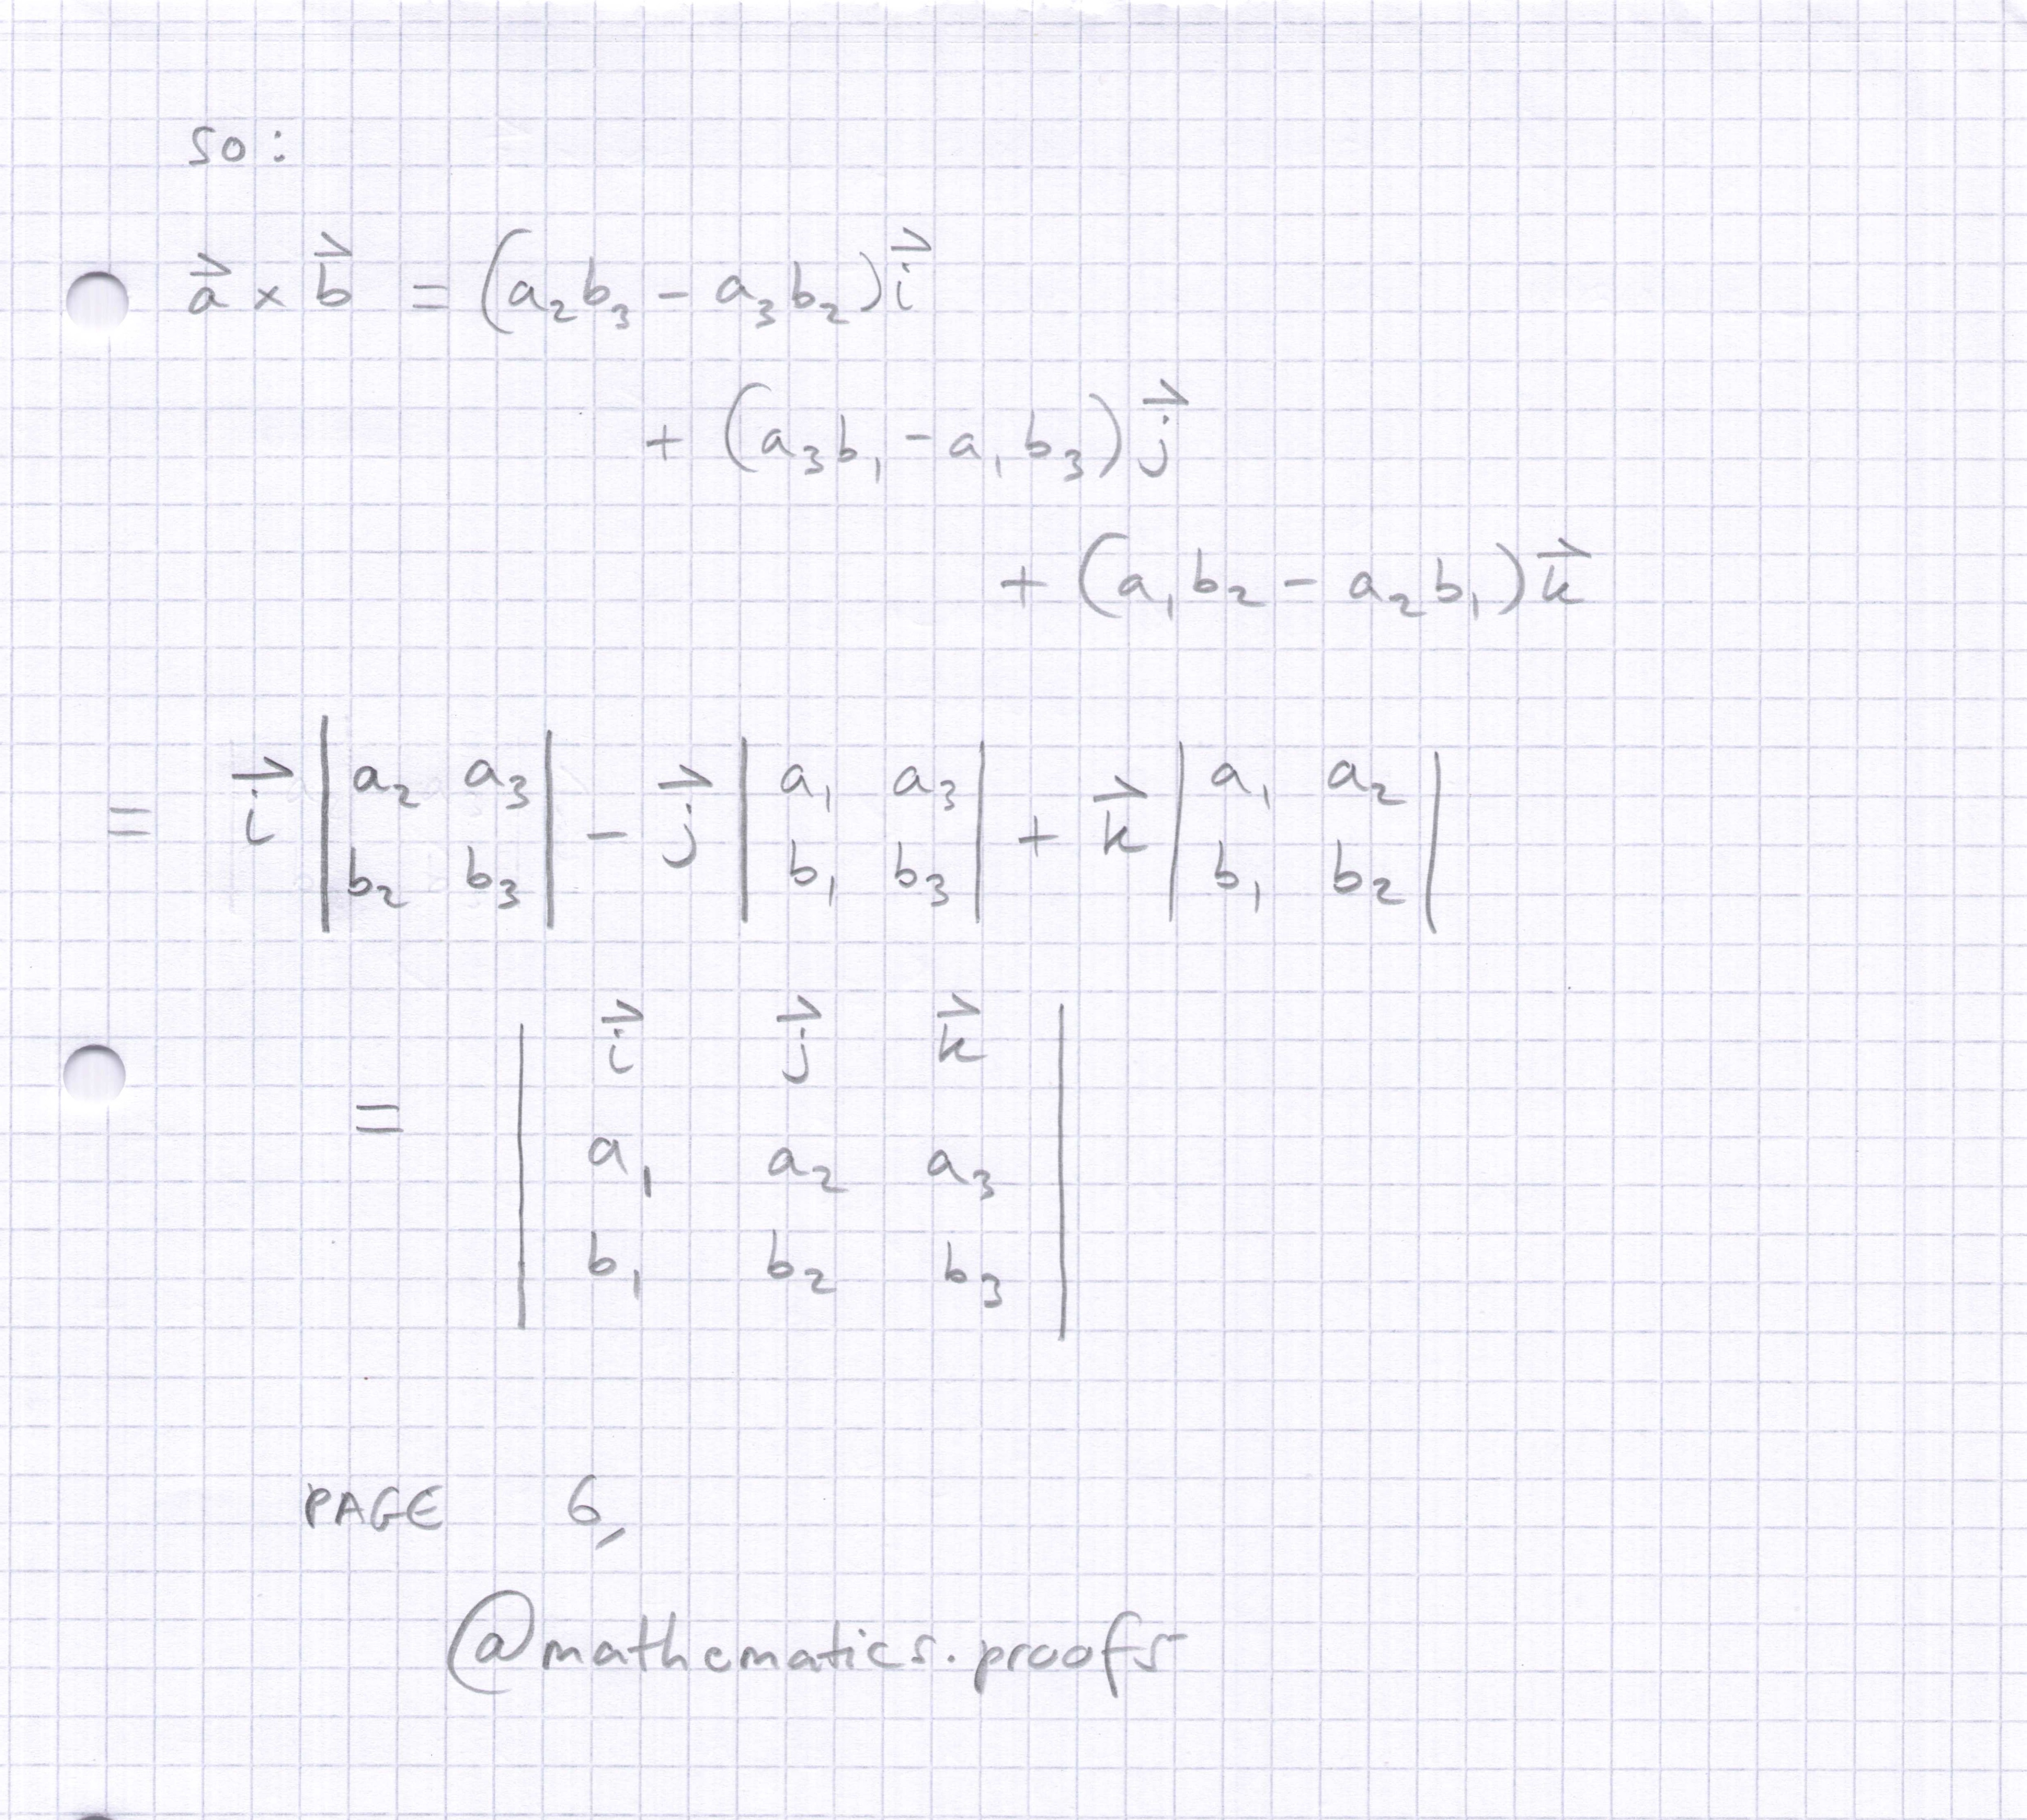 so:
$\vec{a} \times \vec{b} = (a_2 b_3 - a_3 b_2)\vec{i}$
$+ (a_3 b_1 - a_1 b_3)\vec{j}$
$+ (a_1 b_2 - a_2 b_1)\vec{k}$
$= \vec{i} \begin{vmatrix} a_2 & a_3 \\ b_2 & b_3 \end{vmatrix} - \vec{j} \begin{vmatrix} a_1 & a_3 \\ b_1 & b_3 \end{vmatrix} + \vec{k} \begin{vmatrix} a_1 & a_2 \\ b_1 & b_2 \end{vmatrix}$
$= \begin{vmatrix} \vec{i} & \vec{j} & \vec{k} \\ a_1 & a_2 & a_3 \\ b_1 & b_2 & b_3 \end{vmatrix}$
PAGE 6,
@mathematics.proofs